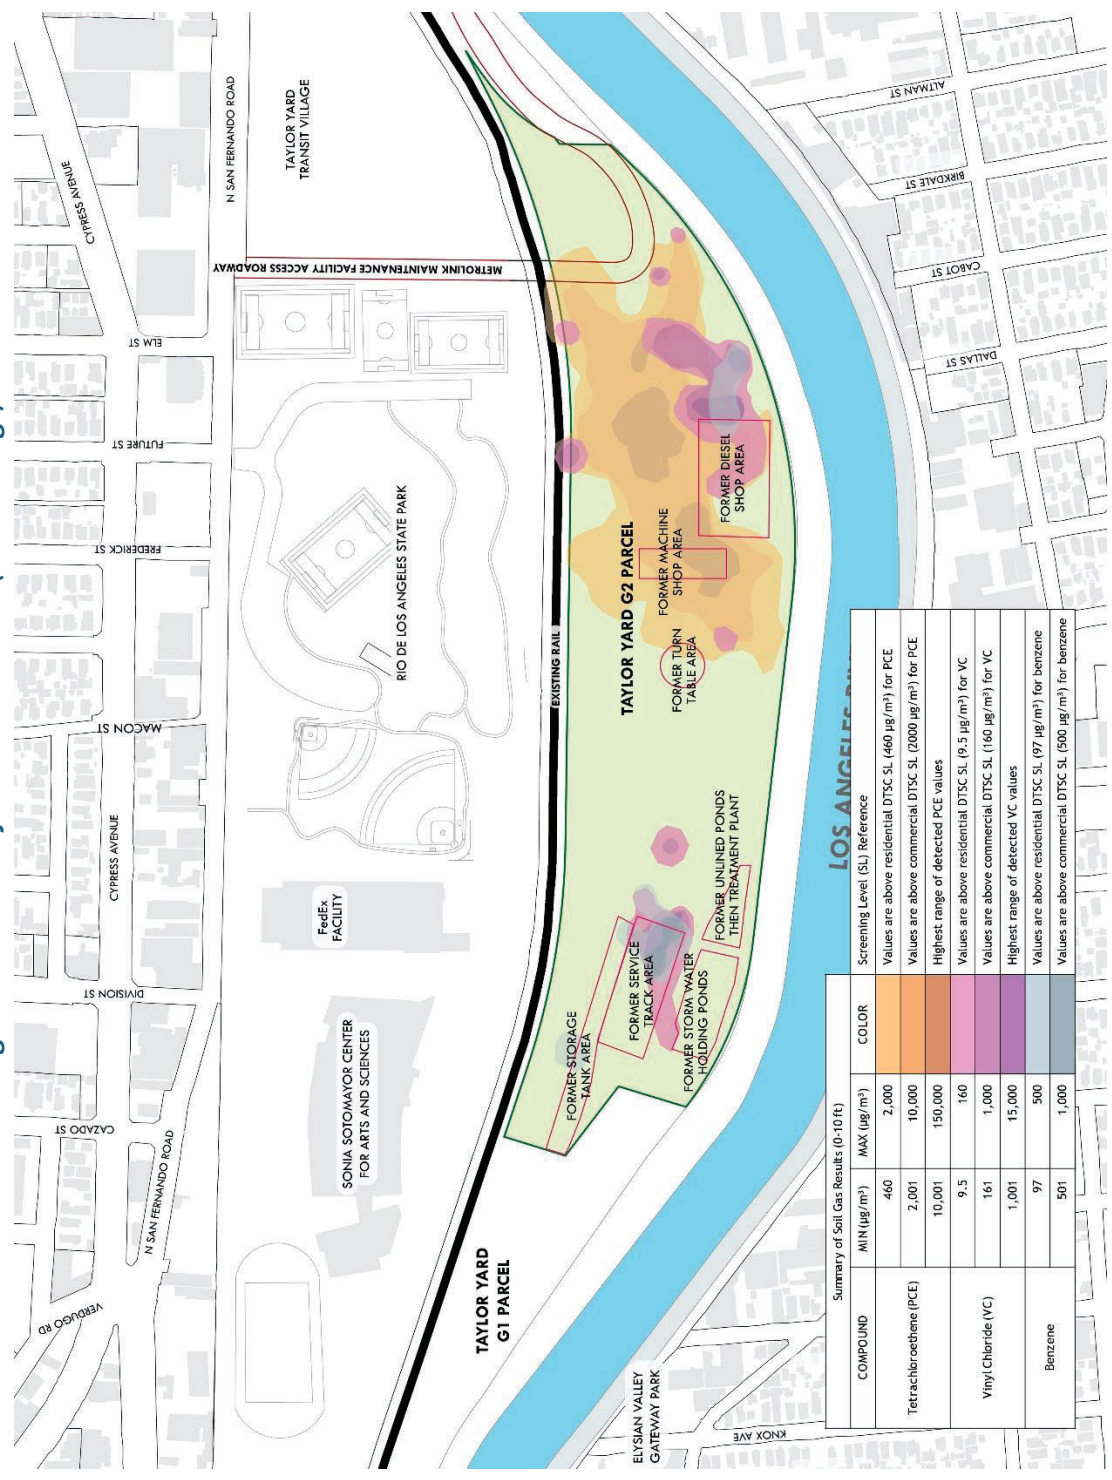 VERDUGO RD
N SAN FERNANDO ROAD
CAZADO ST
DIVISION ST
CYPRESS AVENUE
MACON ST
FREDERICK ST
FUTURE ST
ELM ST
CYPRESS AVENUE
N SAN FERNANDO ROAD
TAYLOR YARD
TRANSIT VILLAGE
METROLINK MAINTENANCE FACILITY ACCESS ROADWAY
SONIA SOTOMAYOR CENTER
FOR ARTS AND SCIENCES
FedEx
FACILITY
RIO DE LOS ANGELES STATE PARK
EXISTING RAIL
TAYLOR YARD
G1 PARCEL
TAYLOR YARD G2 PARCEL
FORMER STORAGE
TANK AREA
FORMER SERVICE
TRACK AREA
FORMER STORM WATER
HOLDING PONDS
FORMER UNLINED PONDS
THEN TREATMENT PLANT
FORMER TURN
TABLE AREA
FORMER MACHINE
SHOP AREA
FORMER DIESEL
SHOP AREA
LOS ANGELES
ELYSIAN VALLEY
GATEWAY PARK
KNOX AVE
ALTMAN ST
BIRKDALE ST
CABOT ST
DALLAS ST
Summary of Soil Gas Results (0-10 ft)
COMPOUND MIN (µg/m³) MAX (µg/m³) COLOR Screening Level (SL) Reference
Tetrachloroethene (PCE)
460 2,000 Values are above residential DTSC SL (460 µg/m³) for PCE
2,001 10,000 Values are above commercial DTSC SL (2000 µg/m³) for PCE
10,001 150,000 Highest range of detected PCE values
Vinyl Chloride (VC)
9.5 160 Values are above residential DTSC SL (9.5 µg/m³) for VC
161 1,000 Values are above commercial DTSC SL (160 µg/m³) for VC
1,001 15,000 Highest range of detected VC values
Benzene
97 500 Values are above residential DTSC SL (97 µg/m³) for benzene
501 1,000 Values are above commercial DTSC SL (500 µg/m³) for benzene